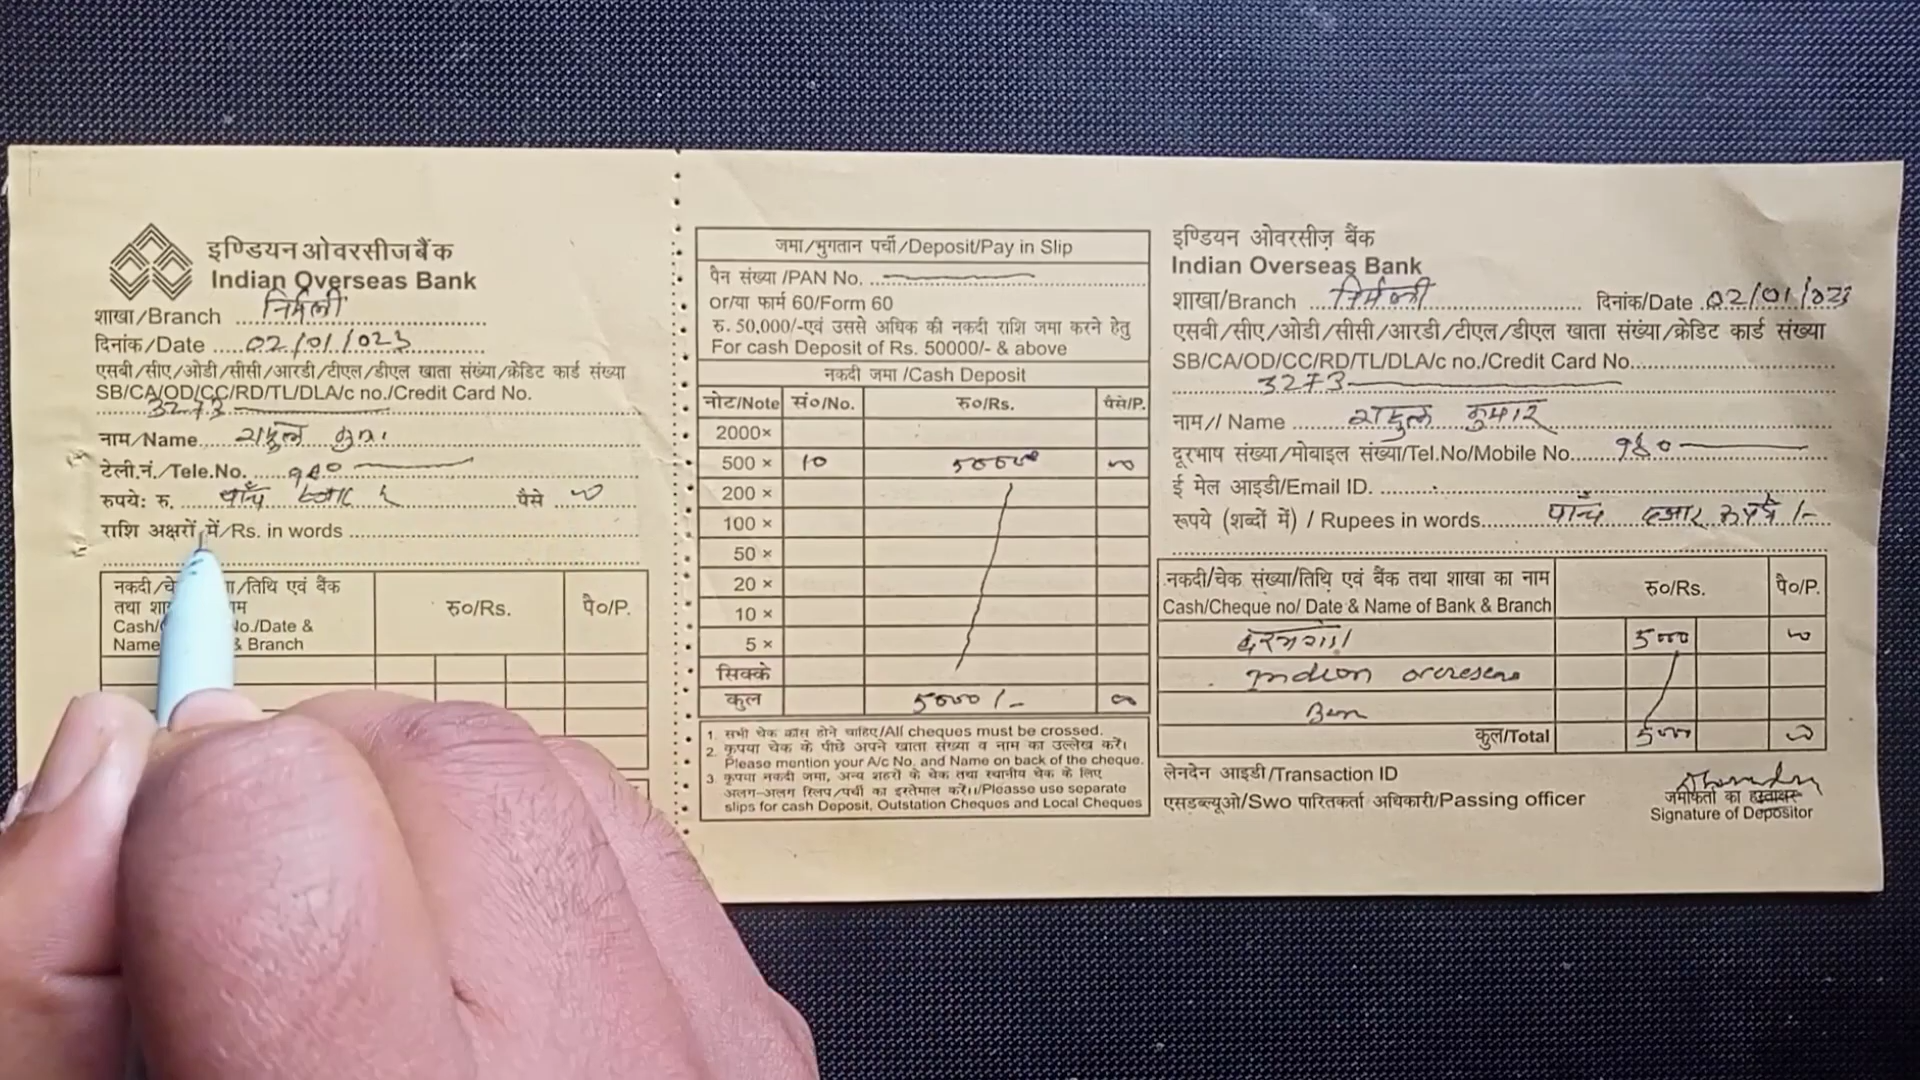 इण्डियन ओवरसीज बैंक
Indian Overseas Bank
शाखा/Branch निर्मली
दिनांक/Date 02/01/023
एसबी/सीए/ओडी/सीसी/आरडी/टीएल/डीएल खाता संख्या/क्रेडिट कार्ड संख्या
SB/CA/OD/CC/RD/TL/DLA/c no./Credit Card No.
3273
नाम/Name
टेली.नं./Tele.No. 980
रुपये: रु. पाँच पैसे
राशि अक्षरों में/Rs. in words
रु०/Rs. पै०/P.
जमा/भुगतान पर्ची/Deposit/Pay in Slip
पैन संख्या/PAN No.
or/या फार्म 60/Form 60
रु. 50,000/-एवं उससे अधिक की नकदी राशि जमा करने हेतु
For cash Deposit of Rs. 50000/- & above
नकदी जमा/Cash Deposit
नोट/Note सं०/No. रु०/Rs. पैसे/P.
2000×
500 × 10
200 ×
100 ×
50 ×
20 ×
10 ×
5 ×
सिक्के
कुल 5000/-
1. सभी चेक क्रॉस होने चाहिए/All cheques must be crossed.
2. कृपया चेक के पीछे अपने खाता संख्या व नाम का उल्लेख करें।
Please mention your A/c No. and Name on back of the cheque.
3. कृपया नकदी जमा, अन्य शहरों के चेक तथा स्थानीय चेक के लिए
अलग-अलग स्लिप/पर्ची का इस्तेमाल करें।/Pleasse use separate
slips for cash Deposit, Outstation Cheques and Local Cheques
इण्डियन ओवरसीज़ बैंक
Indian Overseas Bank
शाखा/Branch निर्मली दिनांक/Date 02/01/023
एसबी/सीए/ओडी/सीसी/आरडी/टीएल/डीएल खाता संख्या/क्रेडिट कार्ड संख्या
SB/CA/OD/CC/RD/TL/DLA/c no./Credit Card No.
3273
नाम/। Name कुमार
दूरभाष संख्या/मोबाइल संख्या/Tel.No/Mobile No. 980
ई मेल आइडी/Email ID.
रूपये (शब्दों में) / Rupees in words पाँच हजार रुपये /-
नकदी/चेक संख्या/तिथि एवं बैंक तथा शाखा का नाम रु०/Rs. पै०/P.
Cash/Cheque no/ Date & Name of Bank & Branch
5000
Indian
कुल/Total 5000
लेनदेन आइडी/Transaction ID
एसडब्ल्यूओ/Swo पारितकर्ता अधिकारी/Passing officer
जमाकर्ता का हस्ताक्षर
Signature of Depositor